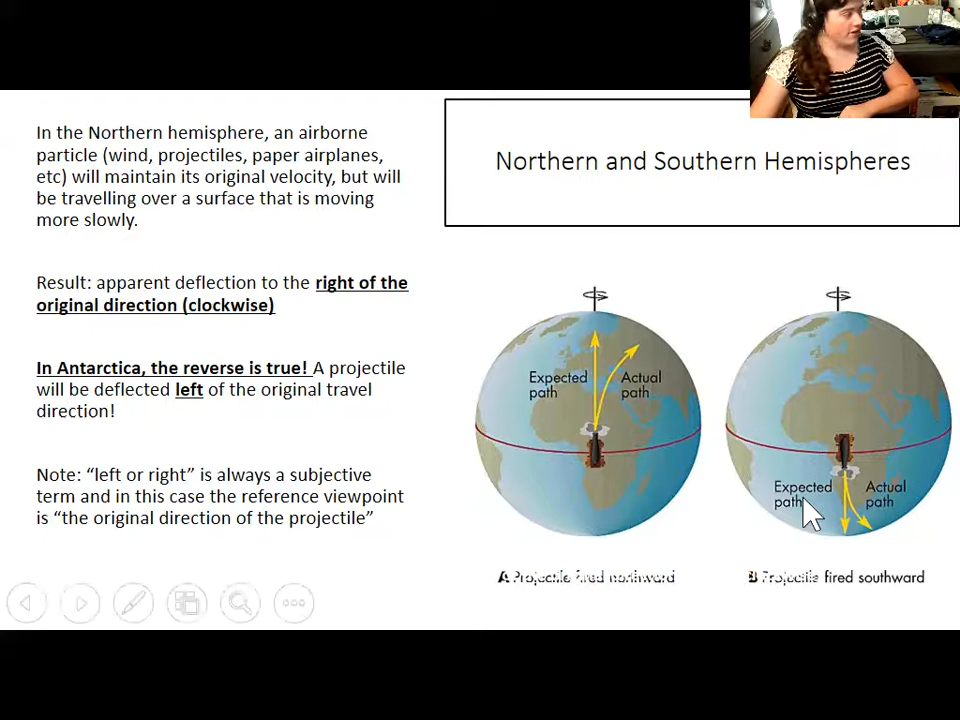 In the Northern hemisphere, an airborne
particle (wind, projectiles, paper airplanes,
etc) will maintain its original velocity, but will
be travelling over a surface that is moving
more slowly.
Result: apparent deflection to the right of the
original direction (clockwise)
In Antarctica, the reverse is true! A projectile
will be deflected left of the original travel
direction!
Note: “left or right” is always a subjective
term and in this case the reference viewpoint
is “the original direction of the projectile”
Northern and Southern Hemispheres
Expected
path
Actual
path
Expected
path
Actual
path
A Projectile fired
B fired southward